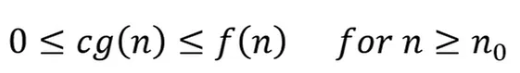 0 ≤ cg(n) ≤ f(n) for n ≥ n₀